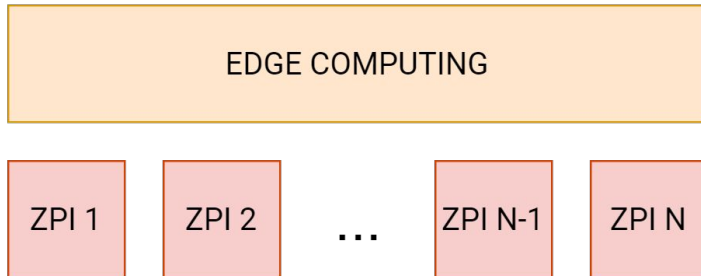 EDGE COMPUTING
ZPI 1 ZPI 2 ... ZPI N-1 ZPI N